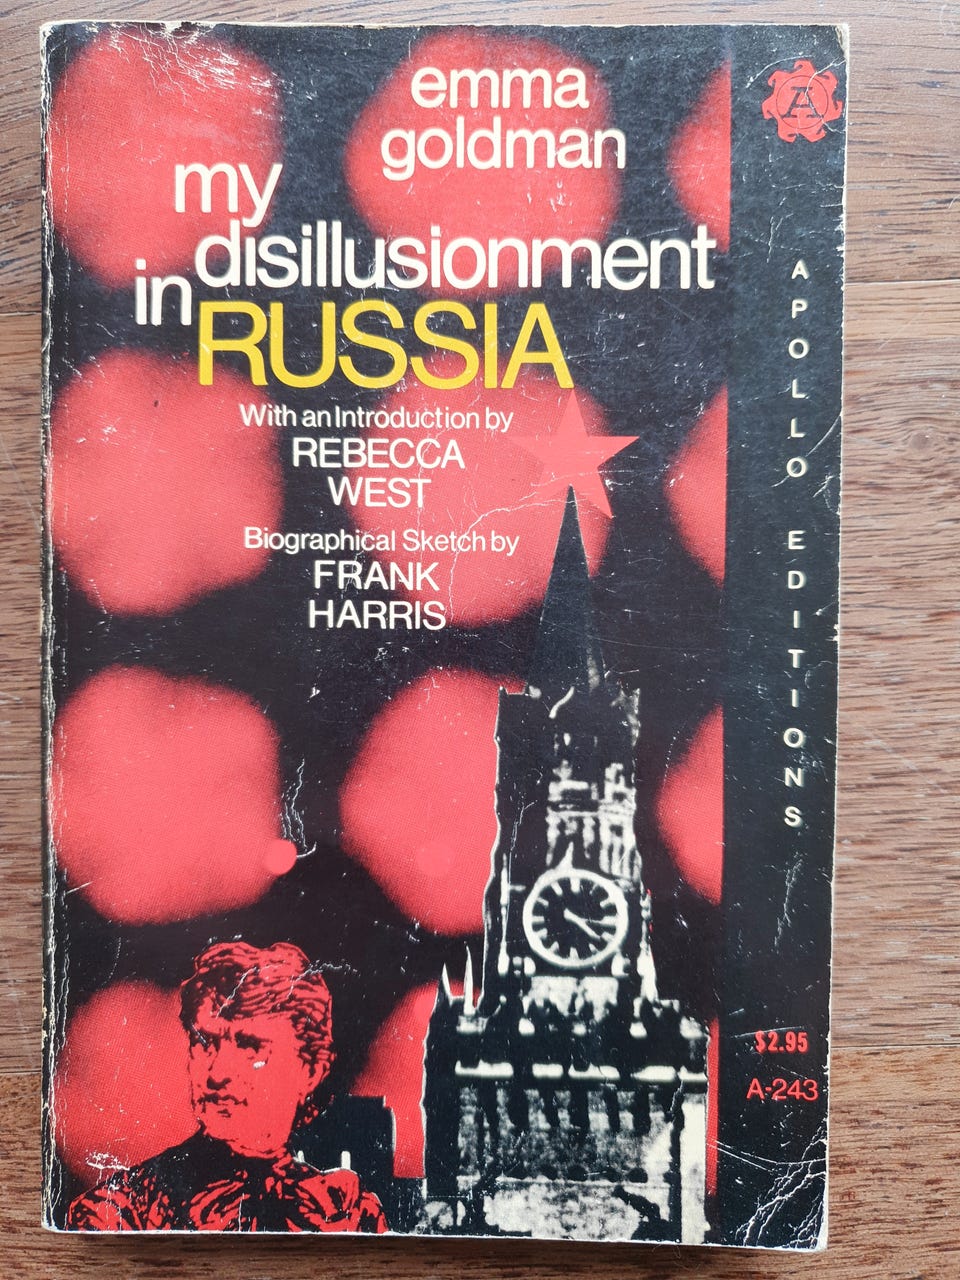 emma
goldman
my
disillusionment
in RUSSIA
With an Introduction by
REBECCA
WEST
Biographical Sketch by
FRANK
HARRIS
A
APOLLO EDITIONS
$2.95
A-243